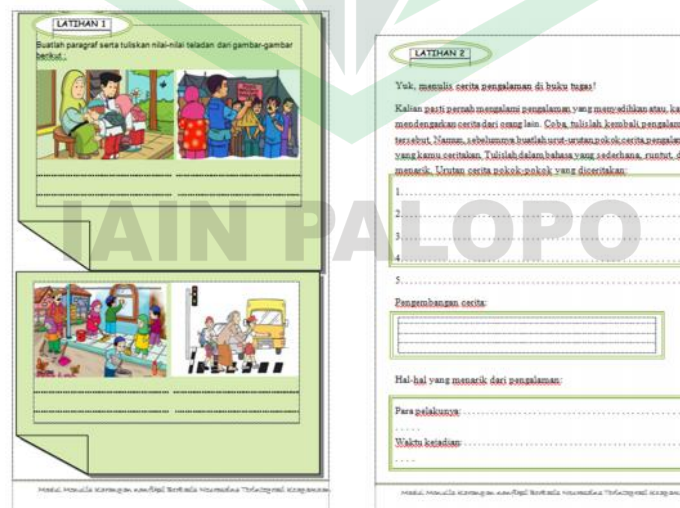 LATIHAN 1
Buatlah paragraf serta tuliskan nilai-nilai teladan dari gambar-gambar
berikut :
LATIHAN 2
Yuk, menulis cerita pengalaman di buku tugas!
Kalian pasti pernah mengalami pengalaman yang menyedihkan atau, ka
mendengarkan cerita dari orang lain. Coba, tulislah kembali pengalam
tersebut, Namun, sebelumnya buatlah urut-urutan pokok cerita pengalam
yang kamu ceritakan. Tulislah dalam bahasa yang sederhana, runtut, d
menarik, Urutan cerita pokok-pokok yang diceritakan:
1
2
3
4
5
Pengembangan cerita:
Hal-hal yang menarik dari pengalaman:
Para pelakunya:
Waktu kejadian:
IAIN PALOPO